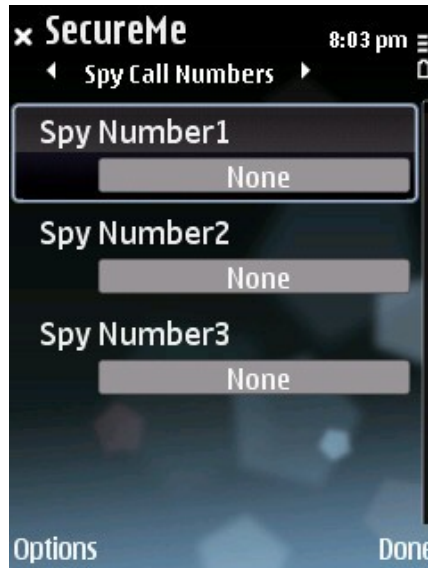 SecureMe
8:03 pm
Spy Call Numbers
Spy Number1
None
Spy Number2
None
Spy Number3
None
Options Done